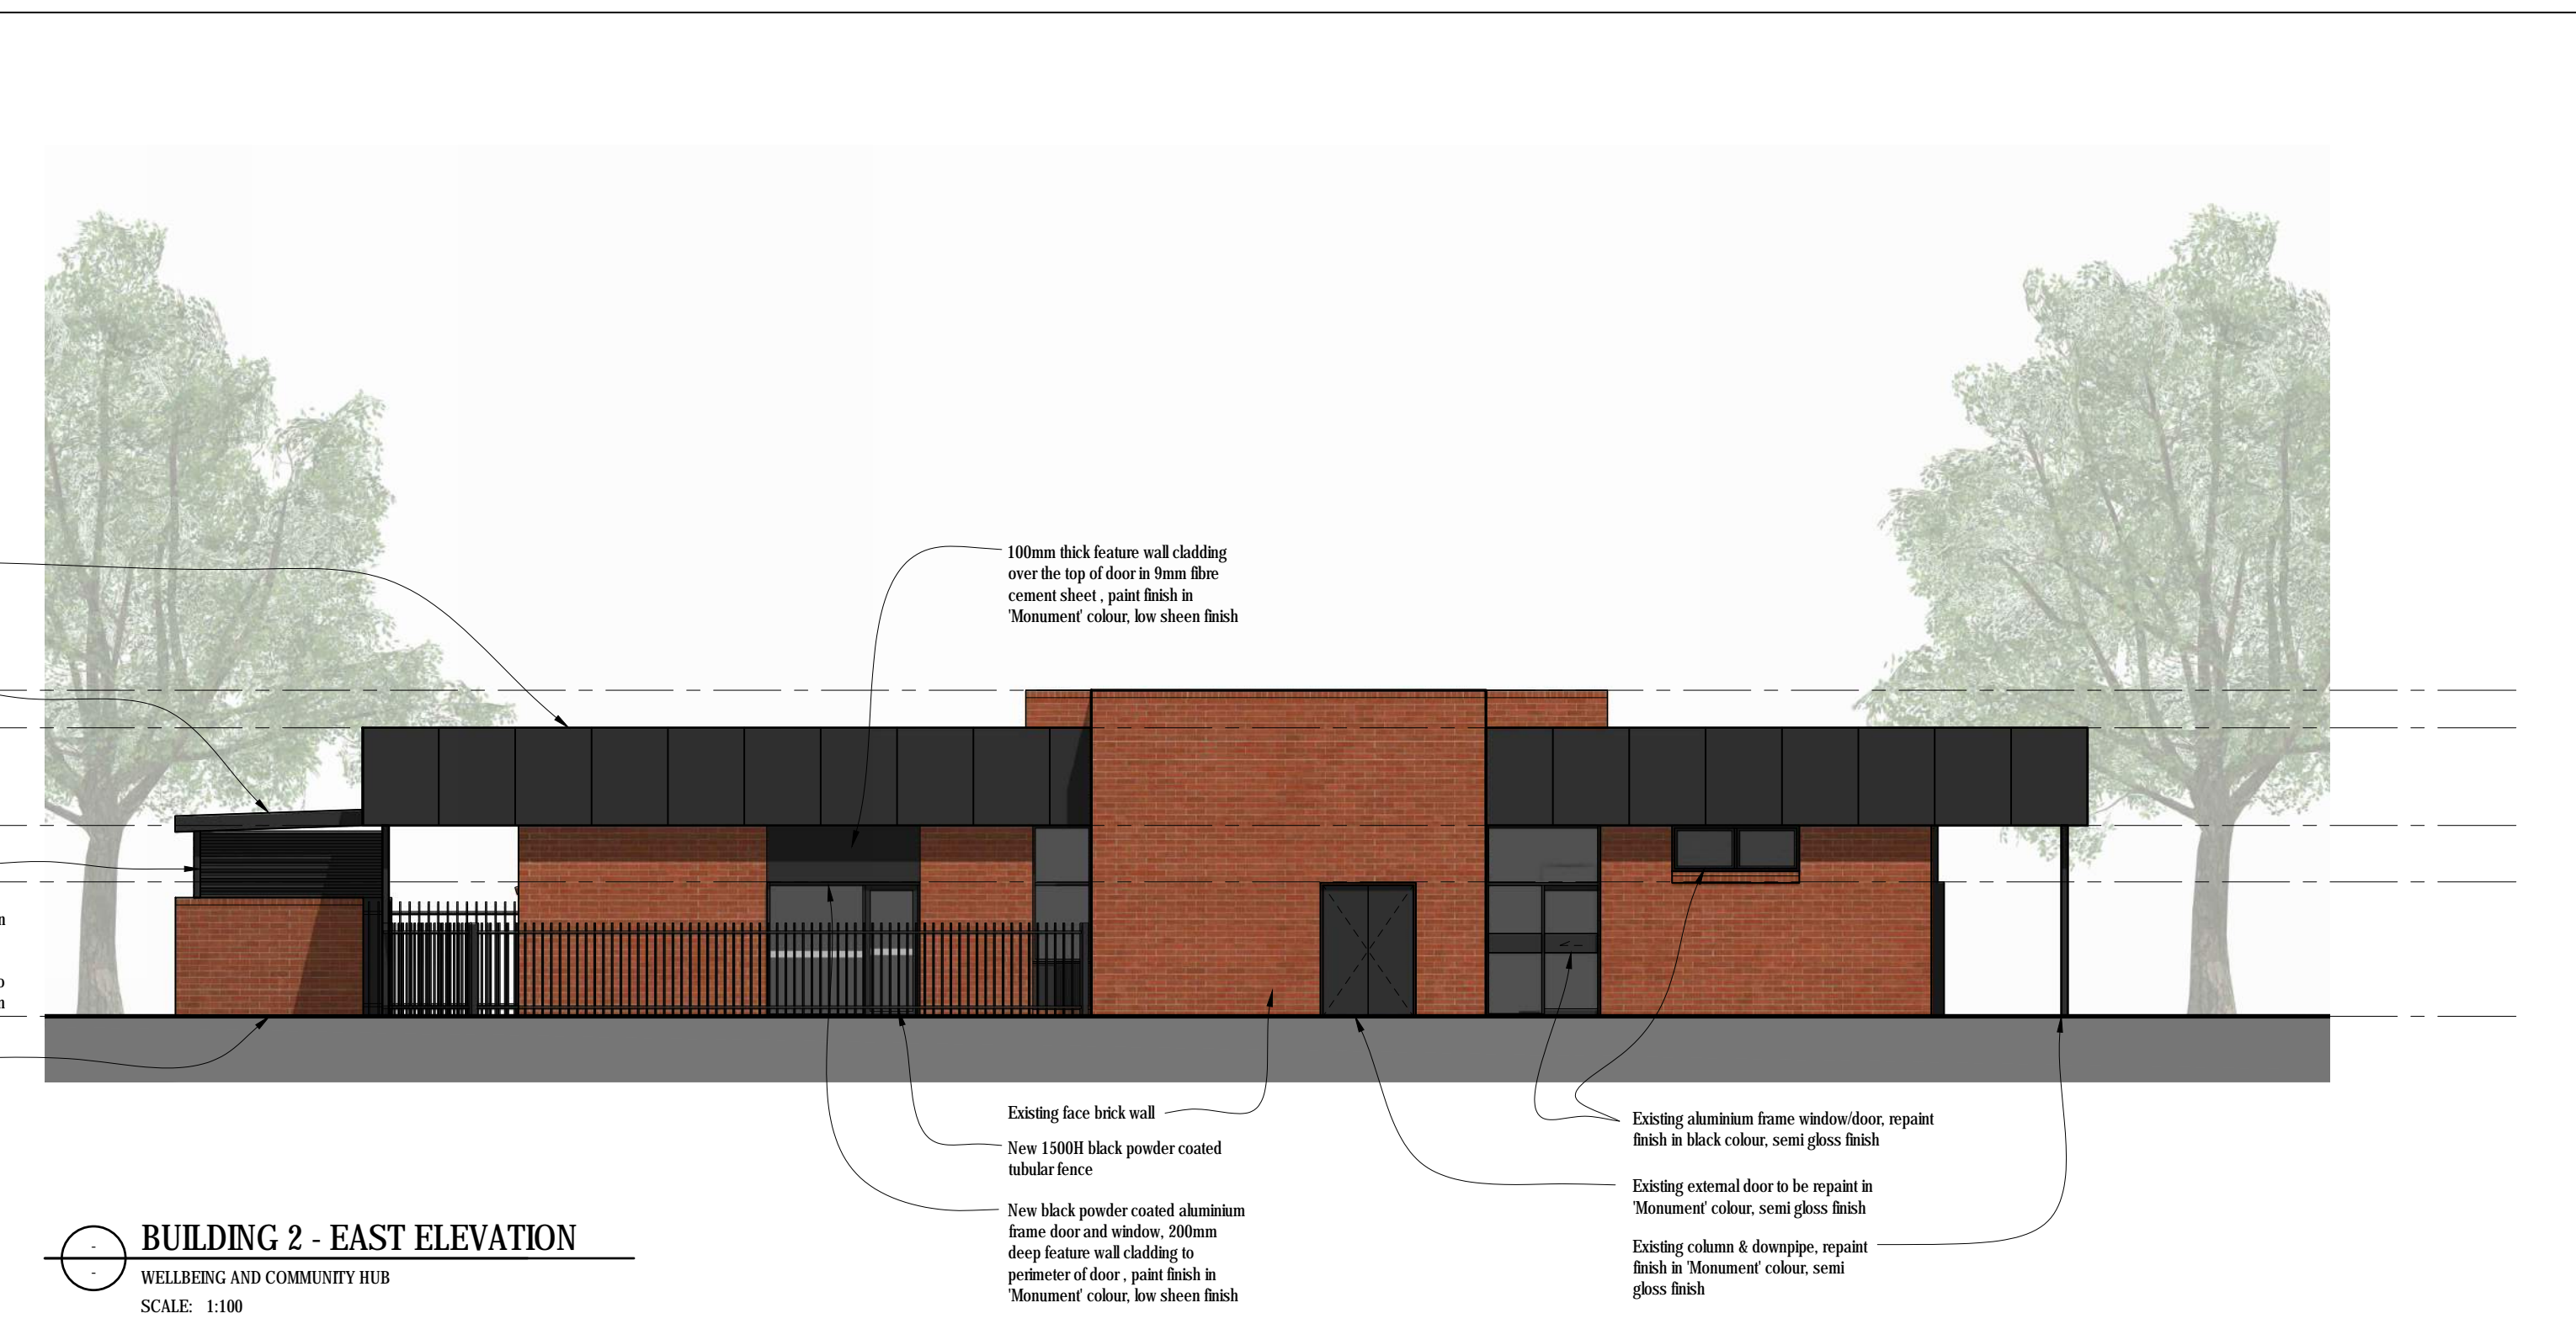 100mm thick feature wall cladding
over the top of door in 9mm fibre
cement sheet , paint finish in
'Monument' colour, low sheen finish
Existing face brick wall
New 1500H black powder coated
tubular fence
New black powder coated aluminium
frame door and window, 200mm
deep feature wall cladding to
perimeter of door , paint finish in
'Monument' colour, low sheen finish
Existing aluminium frame window/door, repaint
finish in black colour, semi gloss finish
Existing external door to be repaint in
'Monument' colour, semi gloss finish
Existing column & downpipe, repaint
finish in 'Monument' colour, semi
gloss finish
BUILDING 2 - EAST ELEVATION
WELLBEING AND COMMUNITY HUB
SCALE: 1:100